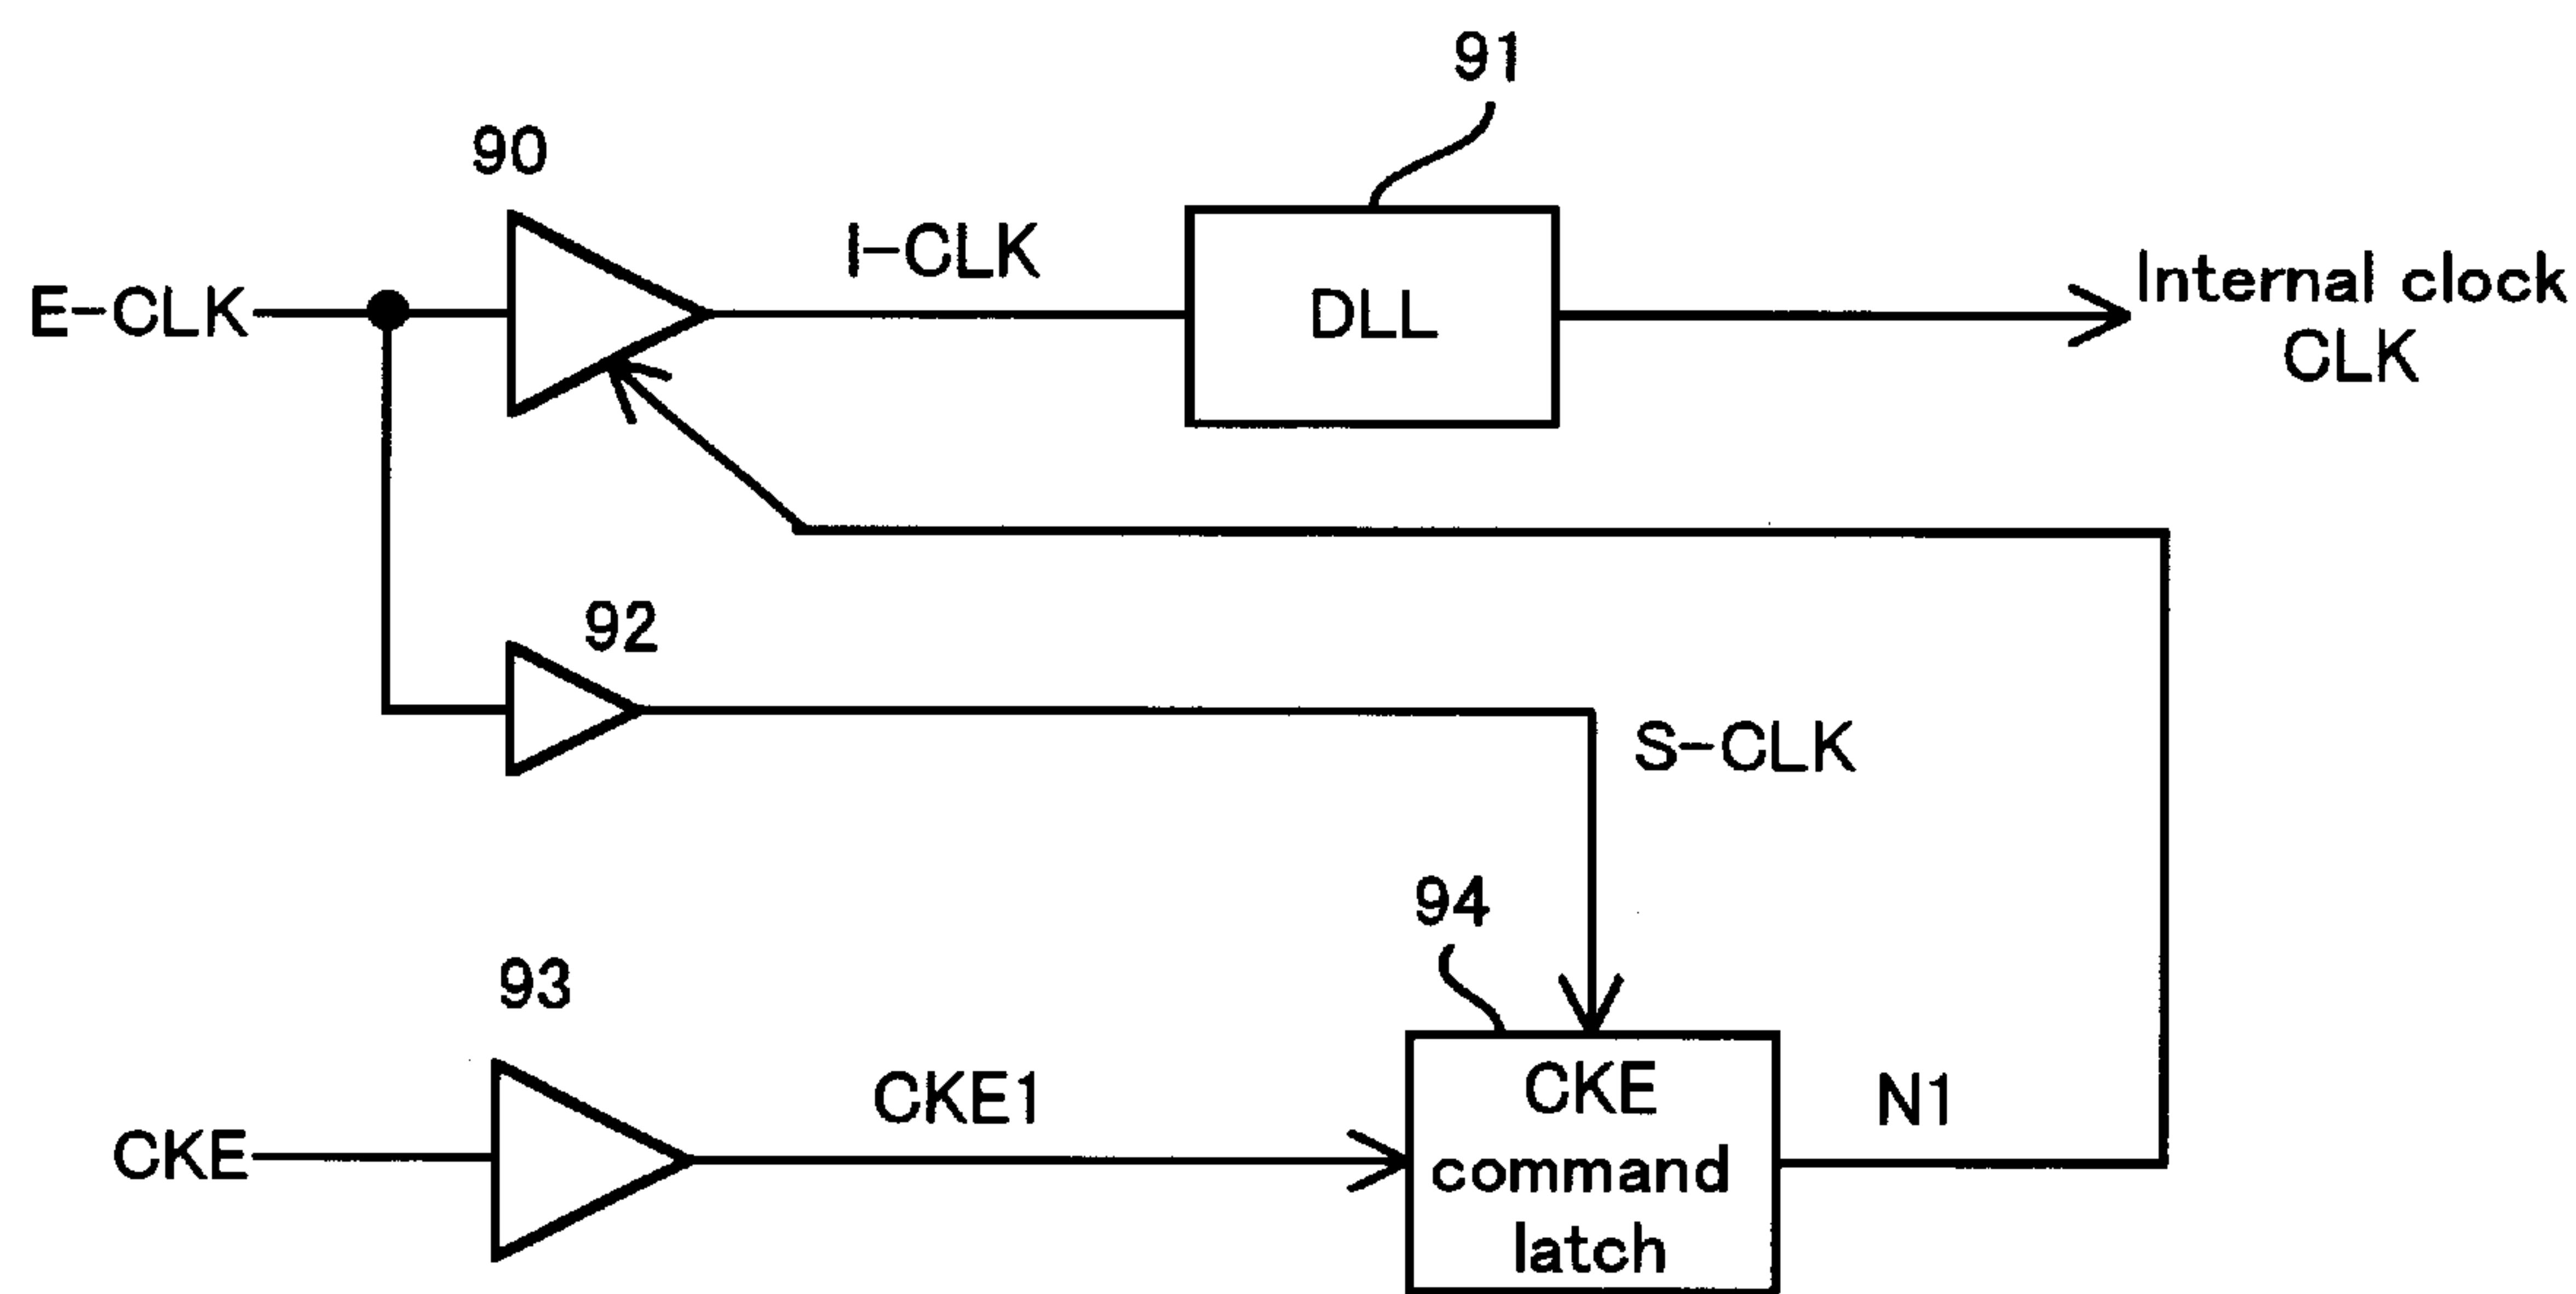 91
90
I-CLK
E-CLK
DLL
Internal clock
CLK
92
S-CLK
94
93
CKE1
CKE
CKE
command
latch
N1